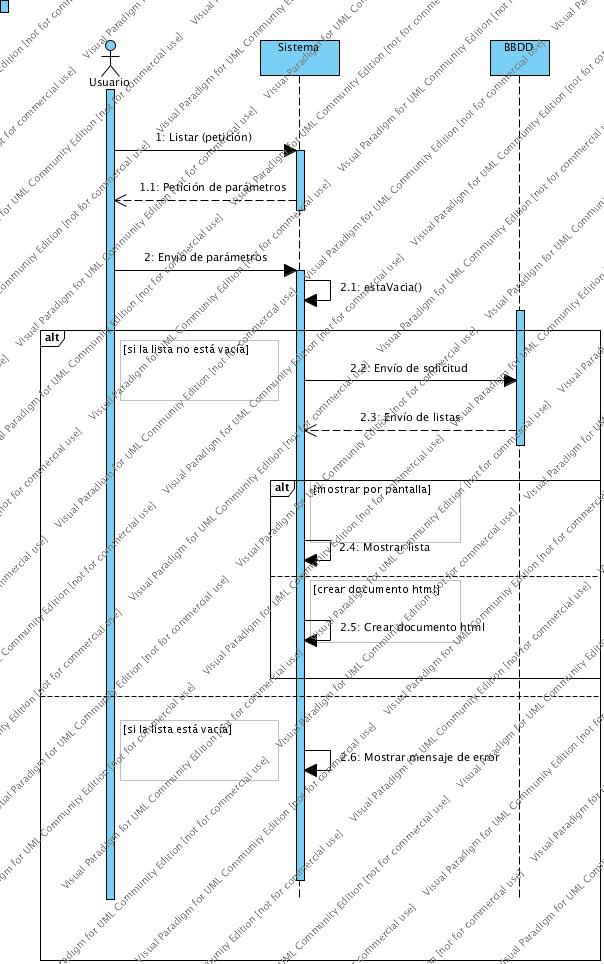 Usuario
Sistema
BBDD
1: Listar (petición)
1.1: Petición de parámetros
2: Envío de parámetros
2.1: estaVacia()
alt
[si la lista no está vacía]
2.2: Envío de solicitud
2.3: Envío de listas
alt
[mostrar por pantalla]
2.4: Mostrar lista
[crear documento html]
2.5: Crear documento html
[si la lista está vacía]
2.6: Mostrar mensaje de error
Visual Paradigm for UML Community Edition [not for commercial use]